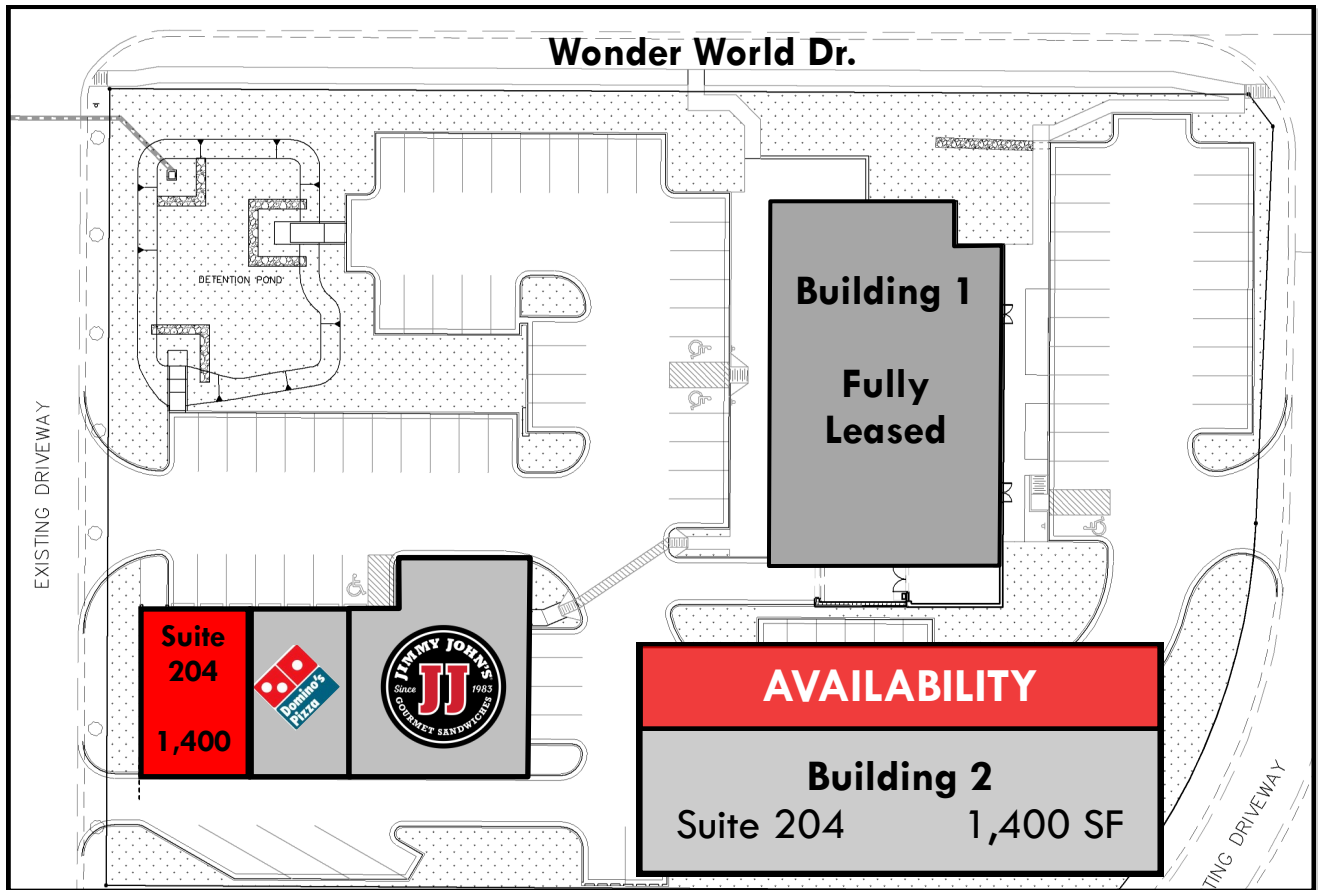 Wonder World Dr.
DETENTION POND
EXISTING DRIVEWAY
Building 1
Fully
Leased
Suite
204
1,400
Domino's
Pizza
JIMMY JOHN'S
Since 1983
JJ
GOURMET SANDWICHES
AVAILABILITY
Building 2
Suite 204 1,400 SF
TING DRIVEWAY